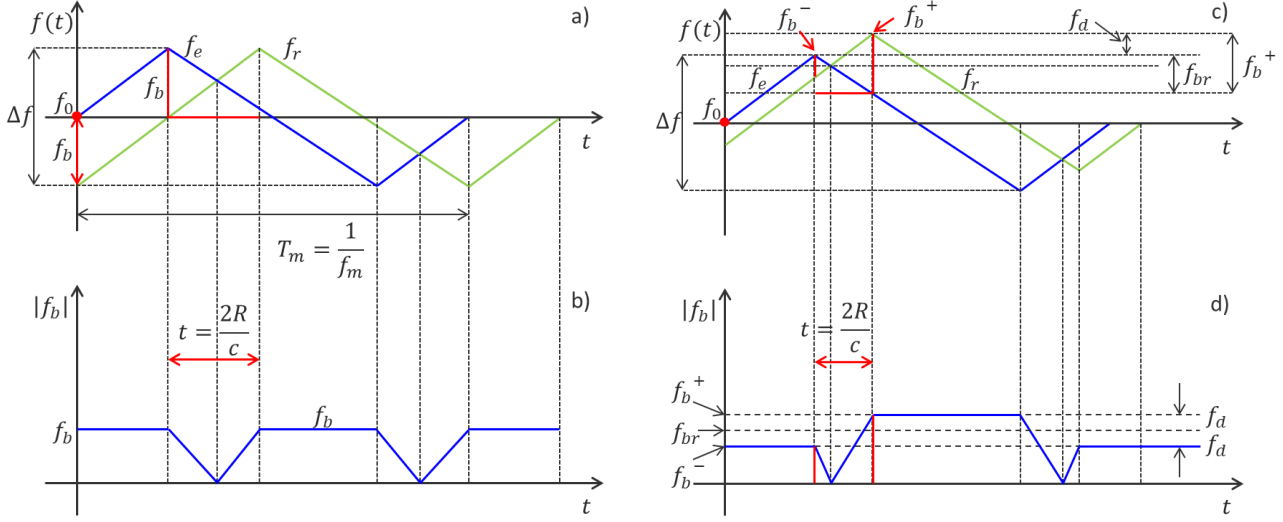 a)
f(t)
f_e
f_r
f_b
f_0
Δf
f_b
t
T_m = 1/f_m
b)
|f_b|
t = 2R/c
f_b
f_b
t
c)
f(t)
f_b^-
f_b^+
f_d
f_e
f_r
f_br
f_b^+
f_0
Δf
t
d)
|f_b|
t = 2R/c
f_b^+
f_br
f_b^-
f_d
f_d
t